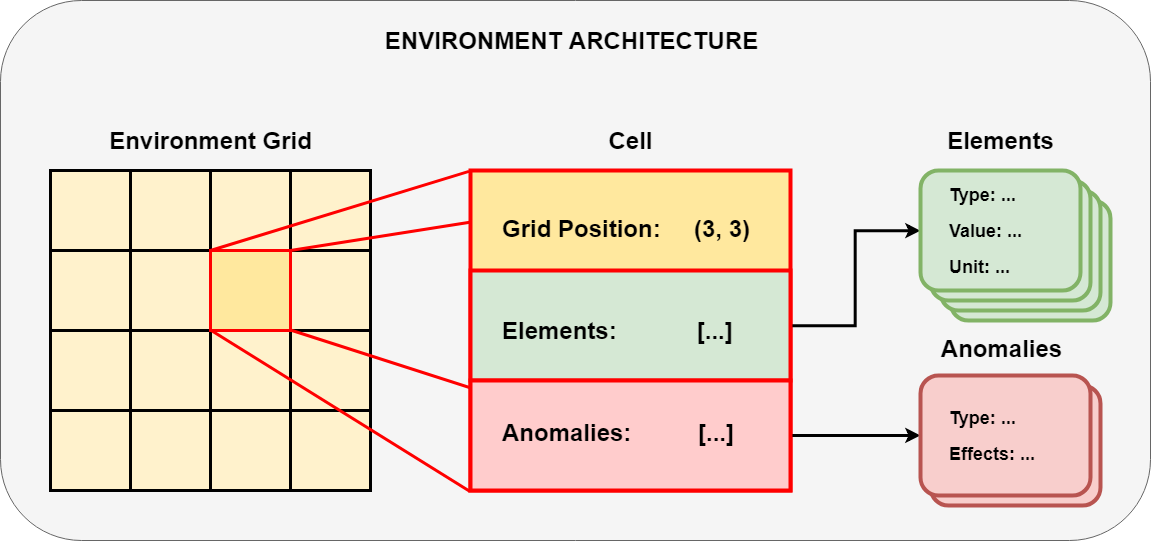 ENVIRONMENT ARCHITECTURE
Environment Grid
Cell
Elements
Grid Position: (3, 3)
Elements: [...]
Anomalies: [...]
Type: ...
Value: ...
Unit: ...
Anomalies
Type: ...
Effects: ...